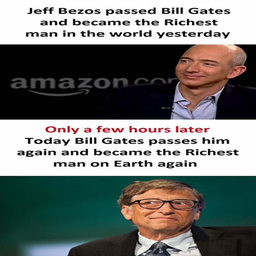 Jeff Bezos passed Bill Gates
and became the Richest
man in the world yesterday
amazon.co
Only a few hours later
Today Bill Gates passes him
again and became the Richest
man on Earth again